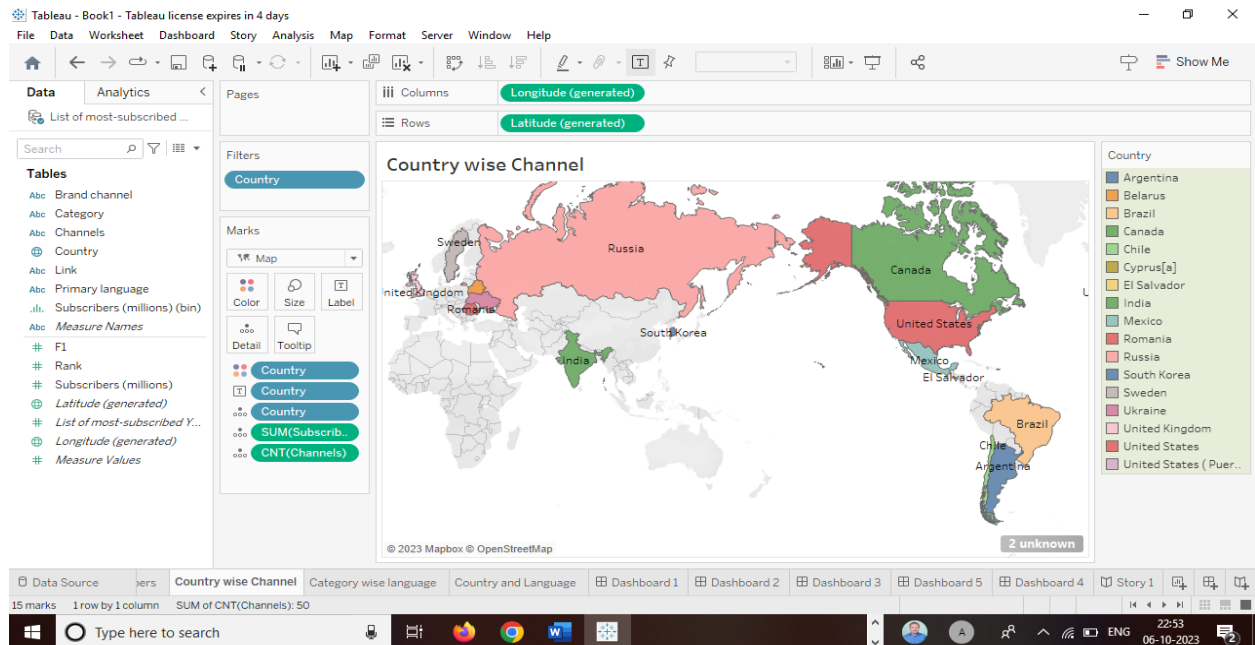 Tableau - Book1 - Tableau license expires in 4 days
File Data Worksheet Dashboard Story Analysis Map Format Server Window Help
Show Me
Data Analytics
List of most-subscribed ...
Search
Tables
Abc Brand channel
Abc Category
Abc Channels
Country
Abc Link
Abc Primary language
Subscribers (millions) (bin)
Abc Measure Names
# F1
# Rank
# Subscribers (millions)
Latitude (generated)
# List of most-subscribed Y...
Longitude (generated)
# Measure Values
Pages
Filters
Country
Marks
Map
Color Size Label
Detail Tooltip
Country
Country
Country
SUM(Subscrib..
CNT(Channels)
Columns Longitude (generated)
Rows Latitude (generated)
Country wise Channel
Sweden
Russia
Canada
nited Kingdom
Romania
United States
South Korea
India
Mexico
El Salvador
Brazil
Chile
Argentina
U
© 2023 Mapbox © OpenStreetMap
2 unknown
Country
Argentina
Belarus
Brazil
Canada
Chile
Cyprus[a]
El Salvador
India
Mexico
Romania
Russia
South Korea
Sweden
Ukraine
United Kingdom
United States
United States ( Puer..
Data Source ers Country wise Channel Category wise language Country and Language Dashboard 1 Dashboard 2 Dashboard 3 Dashboard 5 Dashboard 4 Story 1
15 marks 1 row by 1 column SUM of CNT(Channels): 50
Type here to search
W
A
ENG
22:53
06-10-2023
2